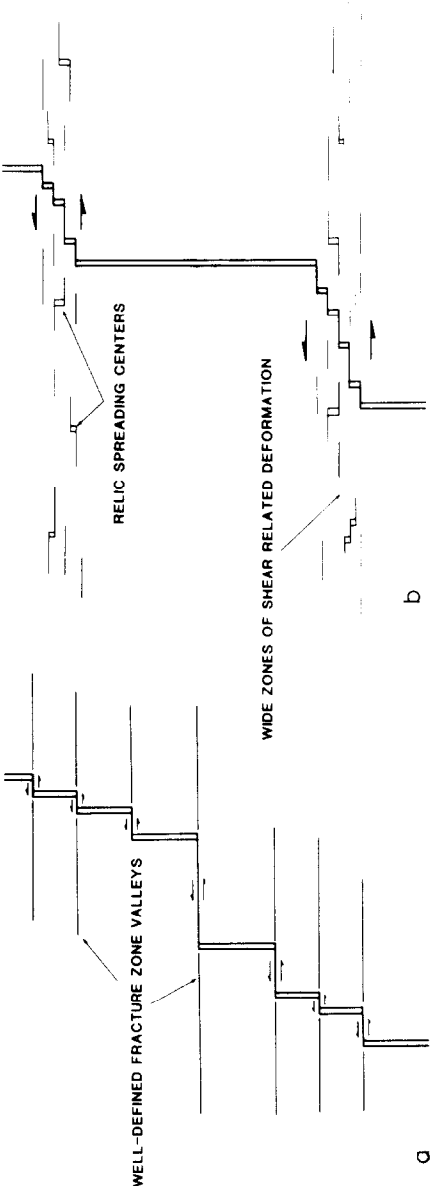 WELL-DEFINED FRACTURE ZONE VALLEYS
a
RELIC SPREADING CENTERS
WIDE ZONES OF SHEAR RELATED DEFORMATION
b